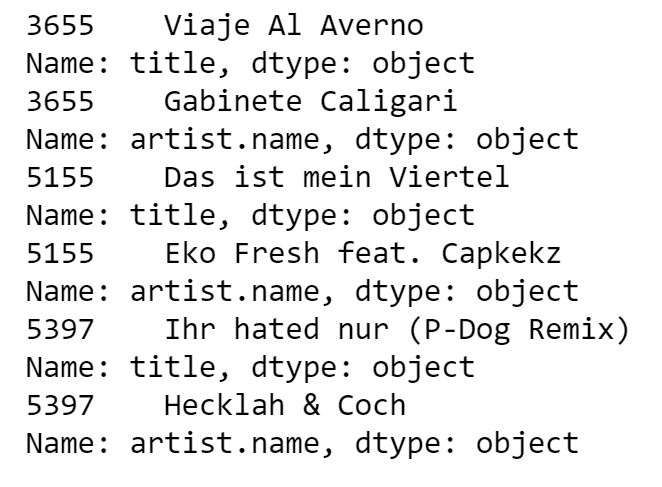 3655    Viaje Al Averno
Name: title, dtype: object
3655    Gabinete Caligari
Name: artist.name, dtype: object
5155    Das ist mein Viertel
Name: title, dtype: object
5155    Eko Fresh feat. Capkekz
Name: artist.name, dtype: object
5397    Ihr hated nur (P-Dog Remix)
Name: title, dtype: object
5397    Hecklah & Coch
Name: artist.name, dtype: object